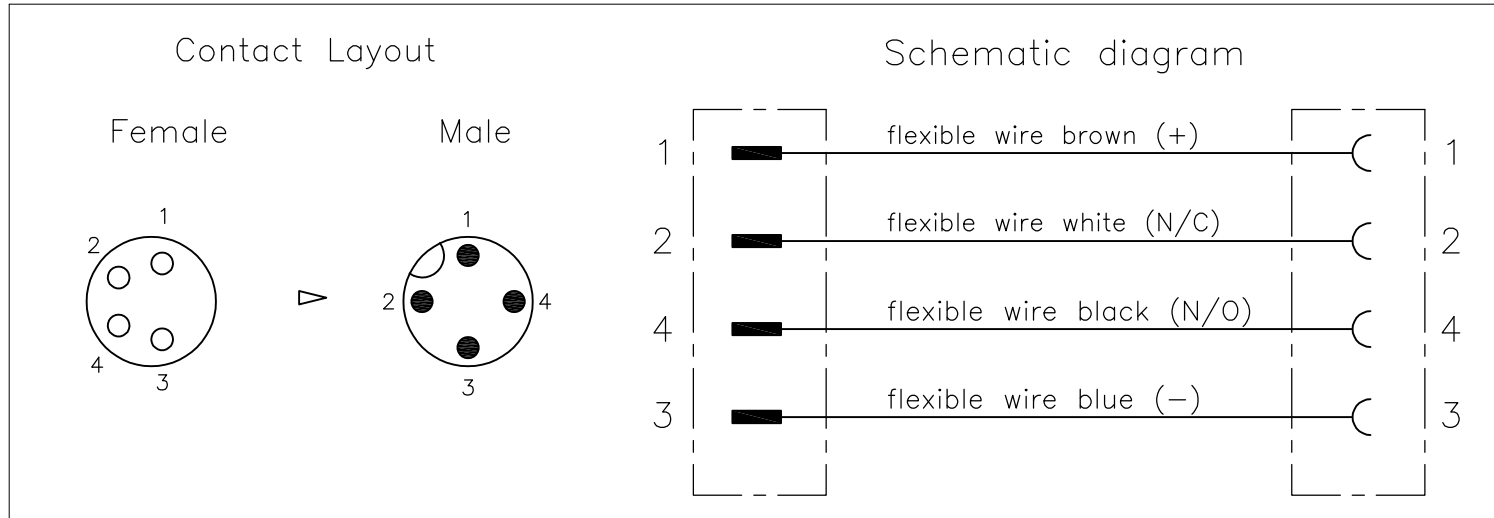 Contact Layout
Female
Male
1
2
4
3
1
2
4
3
Schematic diagram
1 flexible wire brown (+) 1
2 flexible wire white (N/C) 2
4 flexible wire black (N/O) 4
3 flexible wire blue (−) 3